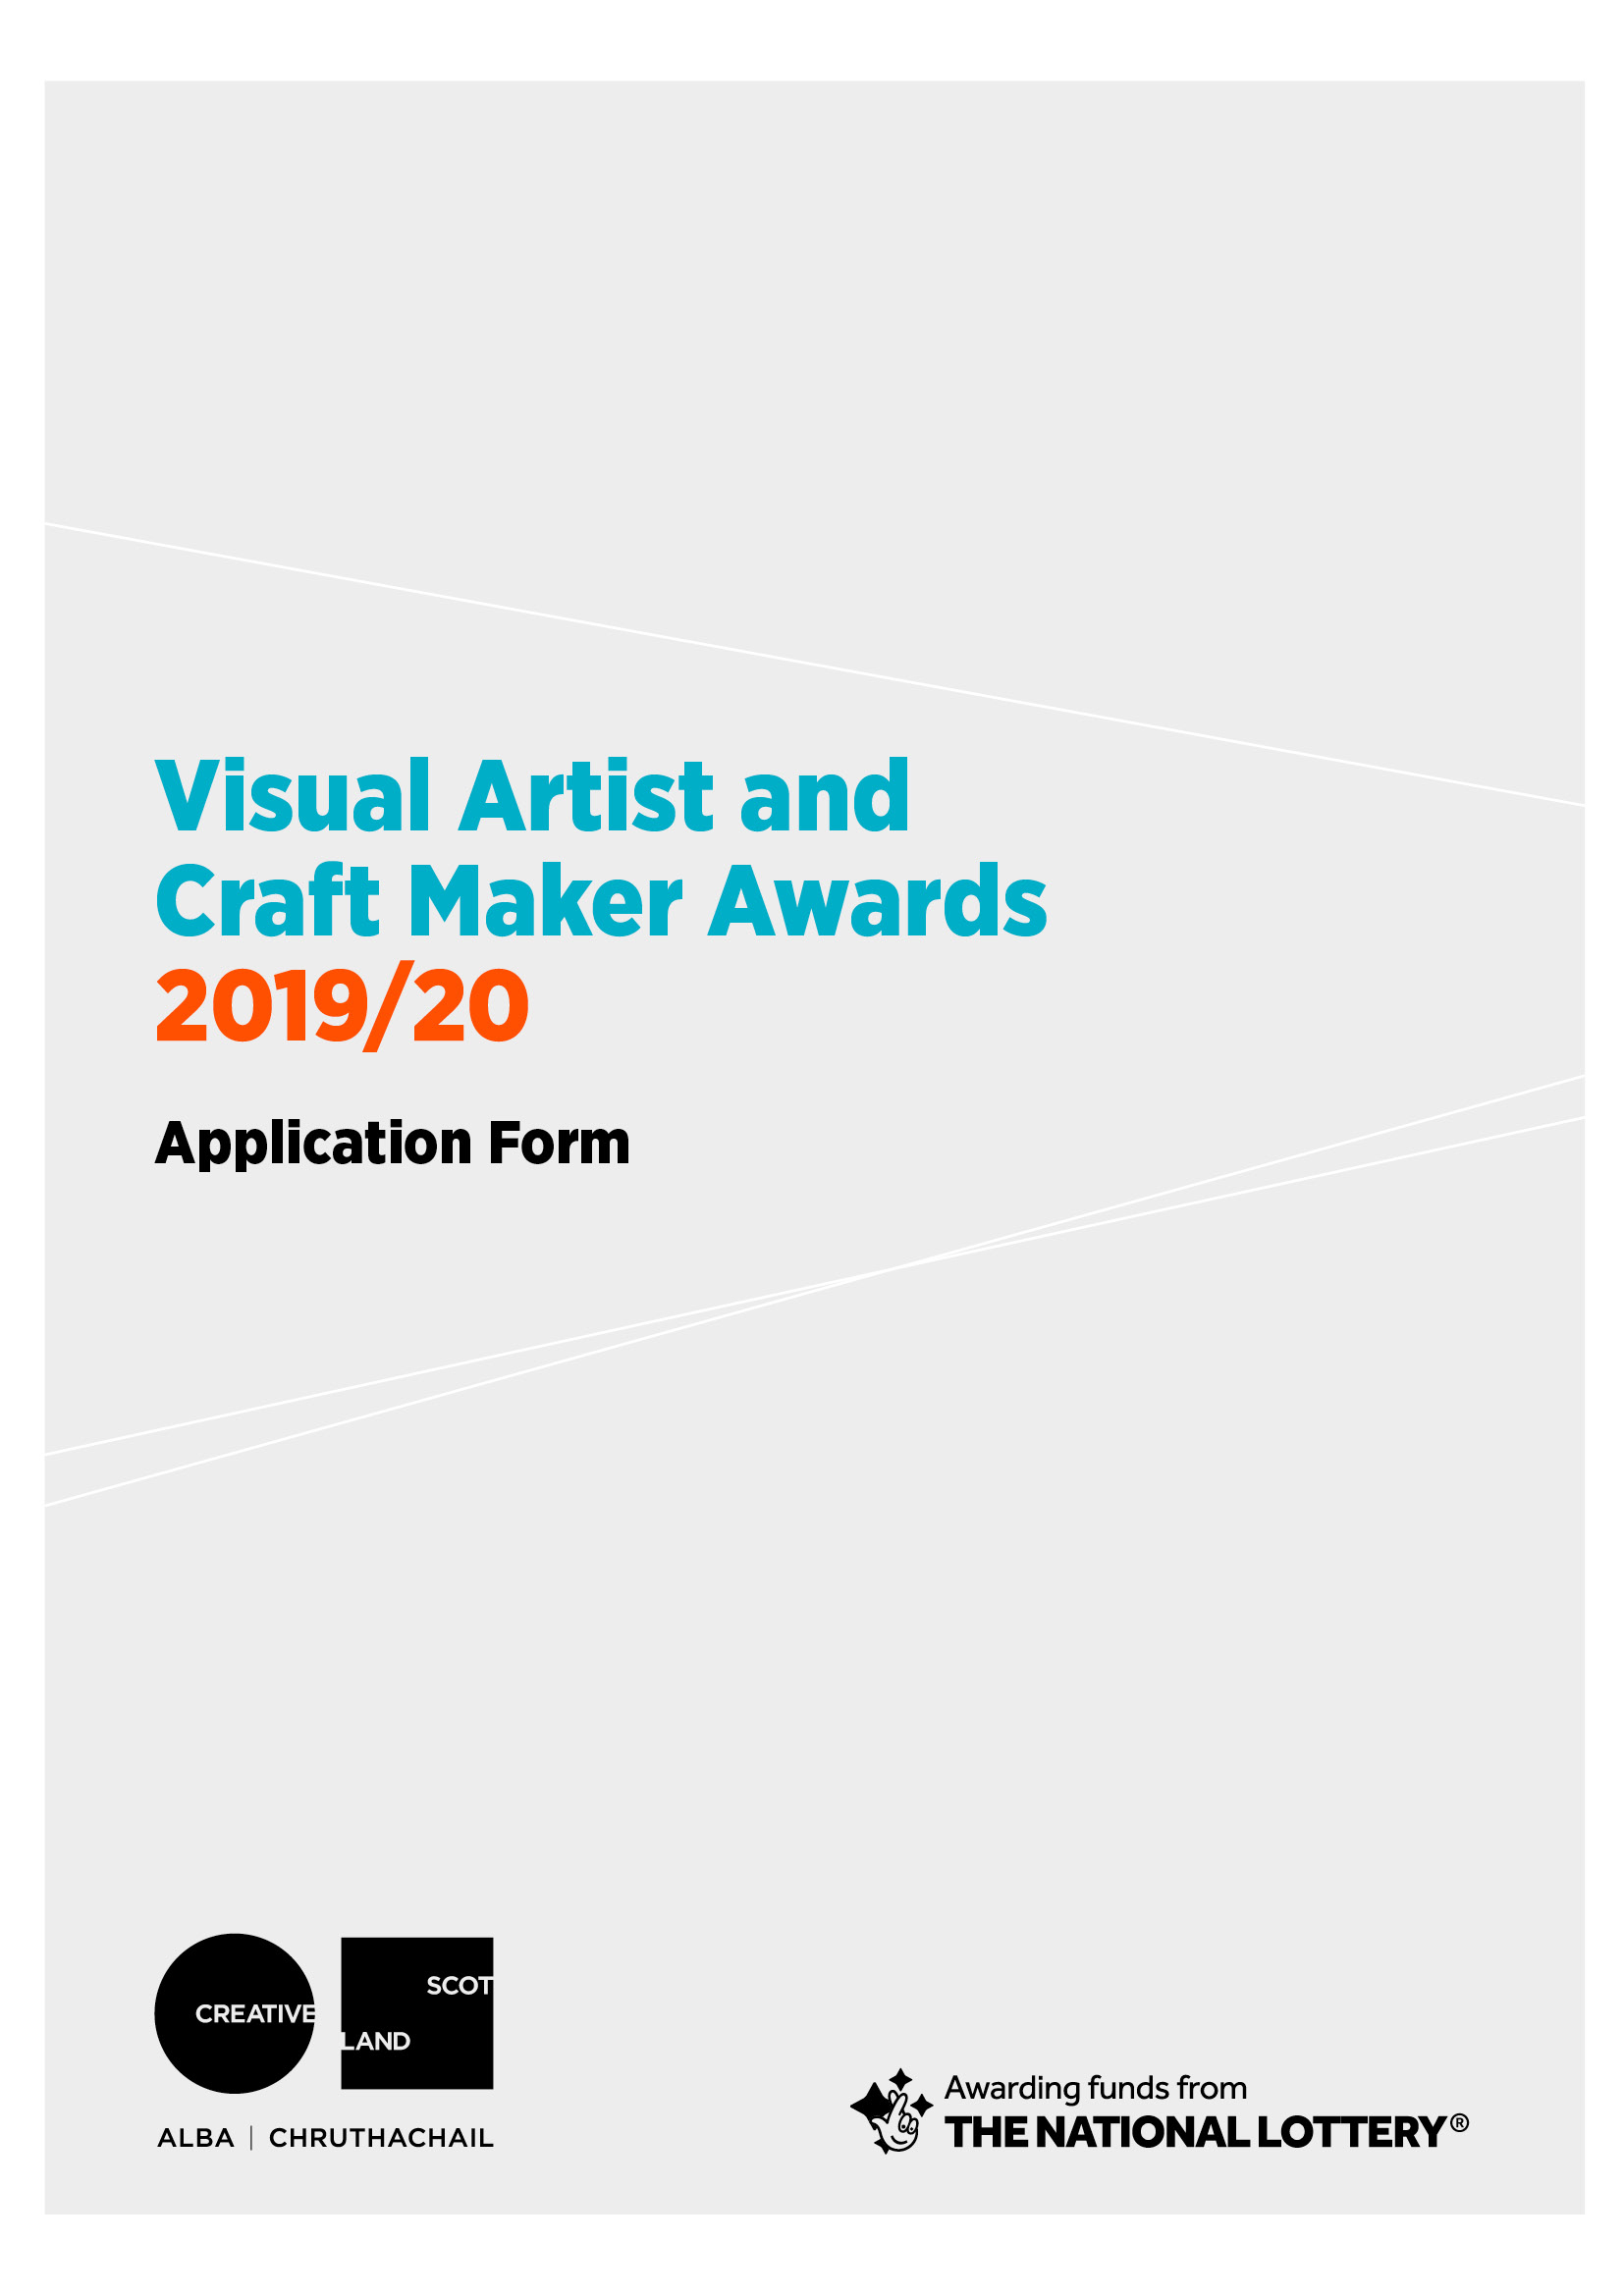 Visual Artist and
Craft Maker Awards
2019/20
Application Form
CREATIVE
SCOT
LAND
ALBA | CHRUTHACHAIL
Awarding funds from
THE NATIONAL LOTTERY®